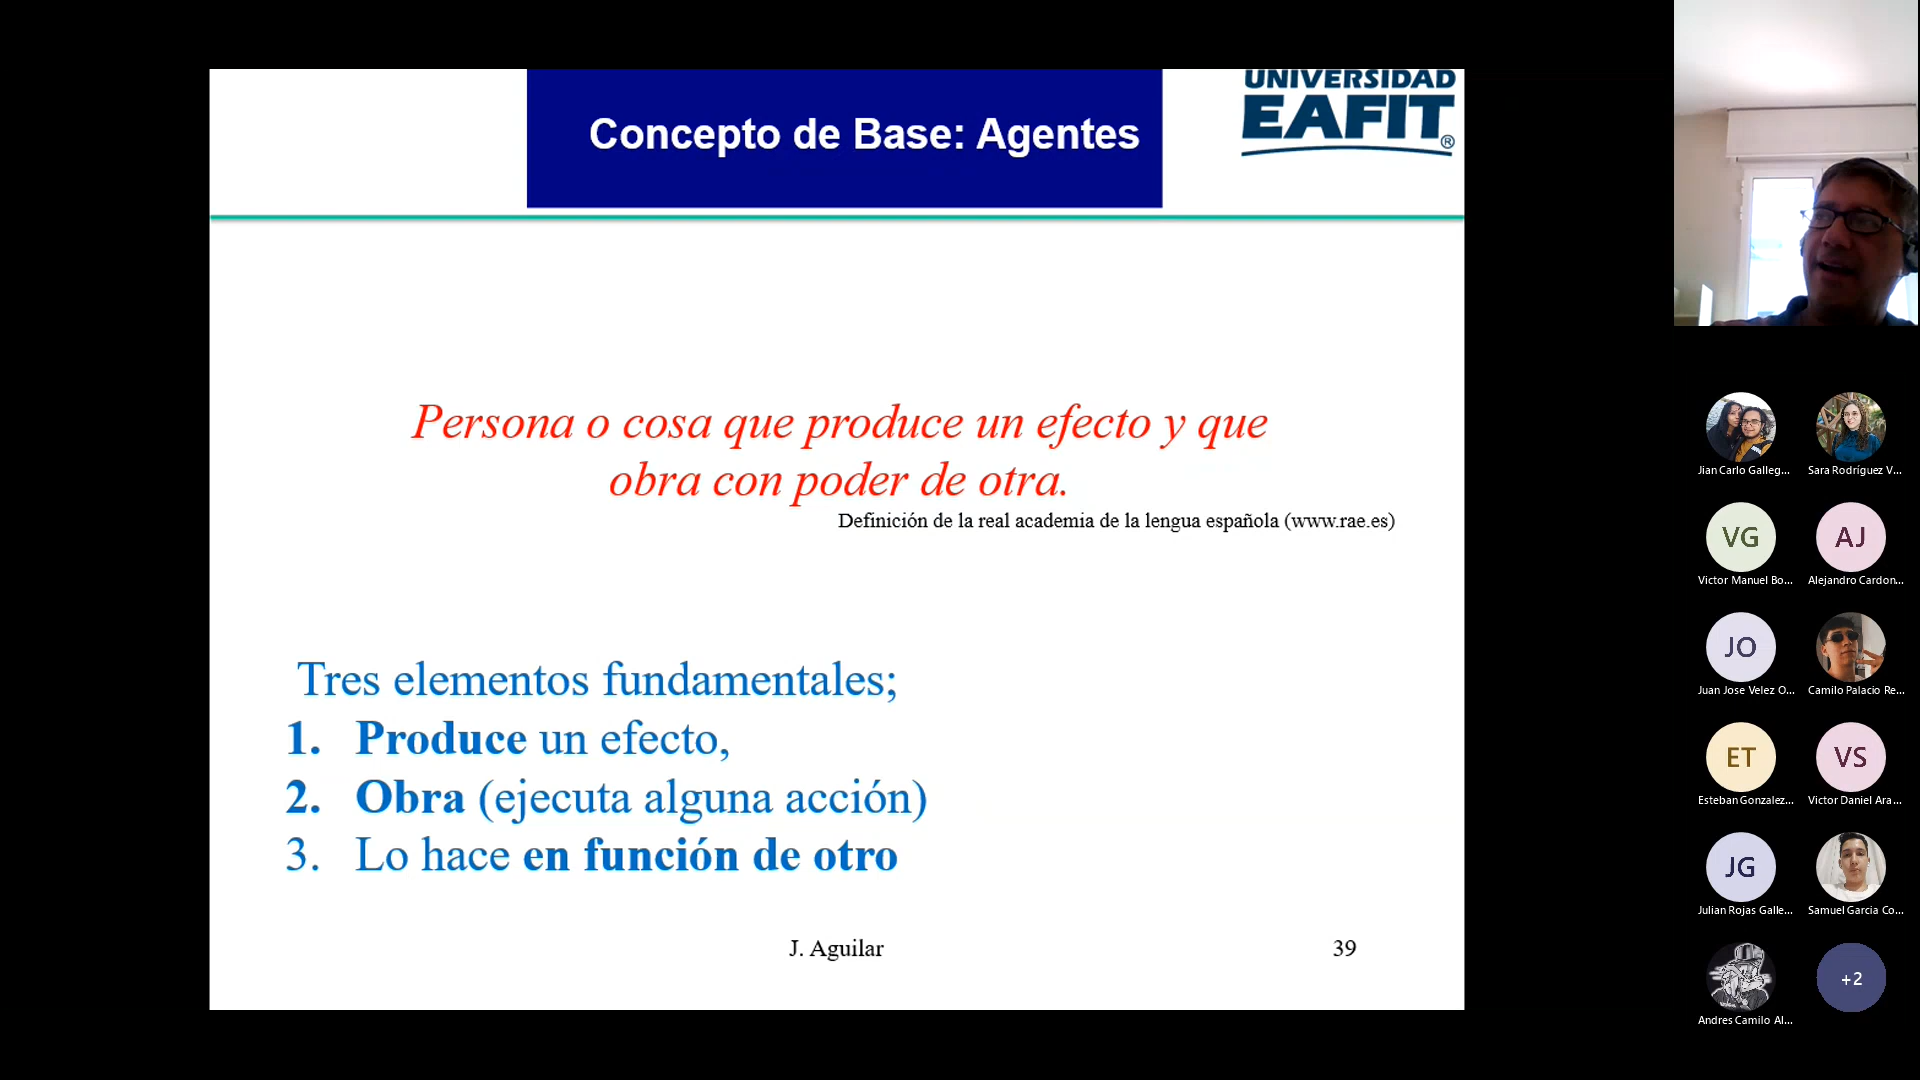 Concepto de Base: Agentes
UNIVERSIDAD
EAFIT®
Persona o cosa que produce un efecto y que
obra con poder de otra.
Definición de la real academia de la lengua española (www.rae.es)
Tres elementos fundamentales;
1. Produce un efecto,
2. Obra (ejecuta alguna acción)
3. Lo hace en función de otro
J. Aguilar
39
Jian Carlo Galleg...
Sara Rodríguez V...
VG
Victor Manuel Bo...
AJ
Alejandro Cardon...
JO
Juan Jose Velez O...
Camilo Palacio Re...
ET
Esteban Gonzalez...
VS
Victor Daniel Ara...
JG
Julian Rojas Galle...
Samuel Garcia Co...
Andres Camilo Al...
+2